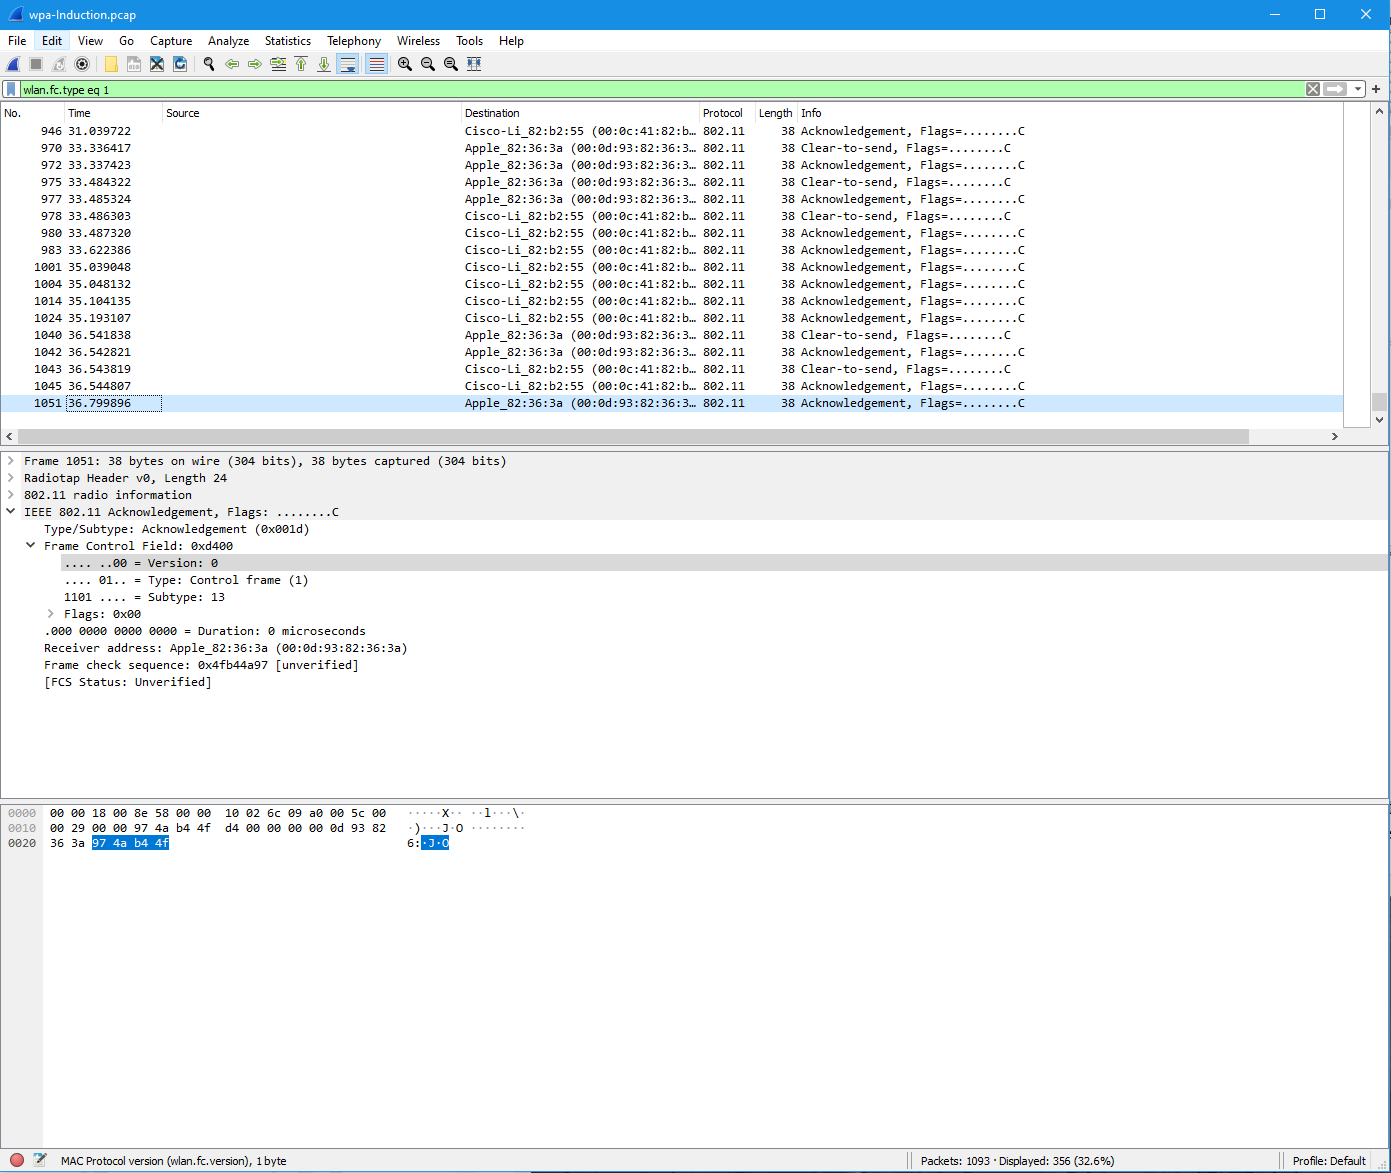 wpa-Induction.pcap
File Edit View Go Capture Analyze Statistics Telephony Wireless Tools Help
wlan.fc.type eq 1
No. Time Source Destination Protocol Length Info
946 31.039722 Cisco-Li_82:b2:55 (00:0c:41:82:b… 802.11 38 Acknowledgement, Flags=........C
970 33.336417 Apple_82:36:3a (00:0d:93:82:36:3… 802.11 38 Clear-to-send, Flags=........C
972 33.337423 Apple_82:36:3a (00:0d:93:82:36:3… 802.11 38 Acknowledgement, Flags=........C
975 33.484322 Apple_82:36:3a (00:0d:93:82:36:3… 802.11 38 Clear-to-send, Flags=........C
977 33.485324 Apple_82:36:3a (00:0d:93:82:36:3… 802.11 38 Acknowledgement, Flags=........C
978 33.486303 Cisco-Li_82:b2:55 (00:0c:41:82:b… 802.11 38 Clear-to-send, Flags=........C
980 33.487320 Cisco-Li_82:b2:55 (00:0c:41:82:b… 802.11 38 Acknowledgement, Flags=........C
983 33.622386 Cisco-Li_82:b2:55 (00:0c:41:82:b… 802.11 38 Acknowledgement, Flags=........C
1001 35.039048 Cisco-Li_82:b2:55 (00:0c:41:82:b… 802.11 38 Acknowledgement, Flags=........C
1004 35.048132 Cisco-Li_82:b2:55 (00:0c:41:82:b… 802.11 38 Acknowledgement, Flags=........C
1014 35.104135 Cisco-Li_82:b2:55 (00:0c:41:82:b… 802.11 38 Acknowledgement, Flags=........C
1024 35.193107 Cisco-Li_82:b2:55 (00:0c:41:82:b… 802.11 38 Acknowledgement, Flags=........C
1040 36.541838 Apple_82:36:3a (00:0d:93:82:36:3… 802.11 38 Clear-to-send, Flags=........C
1042 36.542821 Apple_82:36:3a (00:0d:93:82:36:3… 802.11 38 Acknowledgement, Flags=........C
1043 36.543819 Cisco-Li_82:b2:55 (00:0c:41:82:b… 802.11 38 Clear-to-send, Flags=........C
1045 36.544807 Cisco-Li_82:b2:55 (00:0c:41:82:b… 802.11 38 Acknowledgement, Flags=........C
1051 36.799896 Apple_82:36:3a (00:0d:93:82:36:3… 802.11 38 Acknowledgement, Flags=........C
Frame 1051: 38 bytes on wire (304 bits), 38 bytes captured (304 bits)
Radiotap Header v0, Length 24
802.11 radio information
IEEE 802.11 Acknowledgement, Flags: ........C
Type/Subtype: Acknowledgement (0x001d)
Frame Control Field: 0xd400
.... ..00 = Version: 0
.... 01.. = Type: Control frame (1)
1101 .... = Subtype: 13
Flags: 0x00
.000 0000 0000 0000 = Duration: 0 microseconds
Receiver address: Apple_82:36:3a (00:0d:93:82:36:3a)
Frame check sequence: 0x4fb44a97 [unverified]
[FCS Status: Unverified]
0000 00 00 18 00 8e 58 00 00 10 02 6c 09 a0 00 5c 00 ·····X·· ··l···\·
0010 00 29 00 00 97 4a b4 4f d4 00 00 00 00 0d 93 82 ·)···J·O ········
0020 36 3a 97 4a b4 4f 6:·J·O
MAC Protocol version (wlan.fc.version), 1 byte Packets: 1093 · Displayed: 356 (32.6%) Profile: Default